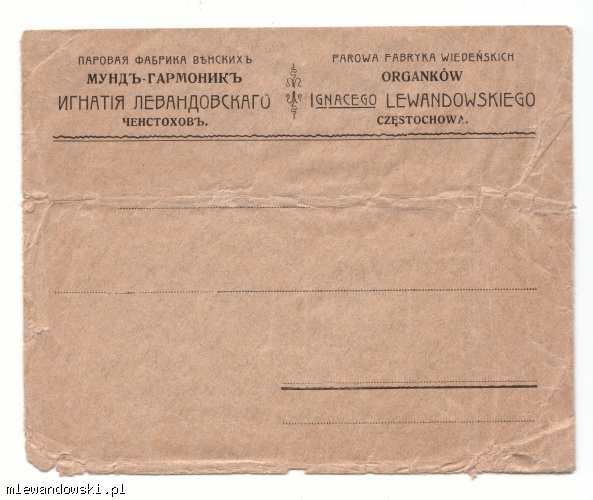 ПАРОВАЯ ФАБРИКА ВѢНСКИХЪ
МУНДЪ-ГАРМОНИКЪ
ИГНАТІЯ ЛЕВАНДОВСКАГО
ЧЕНСТОХОВЪ.
PAROWA FABRYKA WIEDEŃSKICH
ORGANKÓW
IGNACEGO LEWANDOWSKIEGO
CZĘSTOCHOWA.
mlewandowski.pl